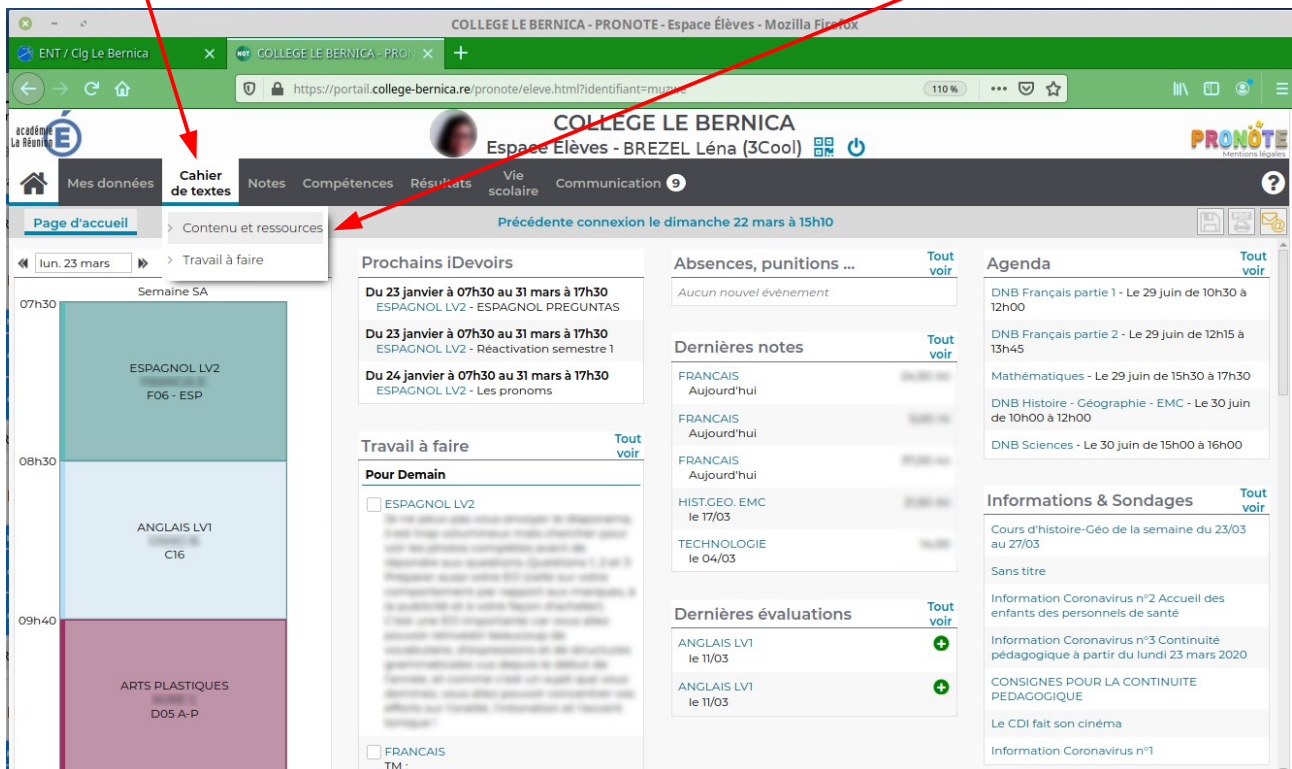 COLLEGE LE BERNICA - PRONOTE - Espace Élèves - Mozilla Firefox
ENT / Clg Le Bernica
COLLEGE LE BERNICA - PRO
https://portail.college-bernica.re/pronote/eleve.html?identifiant=
110 %
académie
La Réunion
COLLEGE LE BERNICA
Espace Élèves - BREZEL Léna (3Cool)
PRONOTE
Mentions légales
Mes données
Cahier
de textes
Notes
Compétences
Résultats
Vie
scolaire
Communication 9
?
Page d'accueil
> Contenu et ressources
> Travail à faire
Précédente connexion le dimanche 22 mars à 15h10
lun. 23 mars
Semaine SA
07h30
ESPAGNOL LV2
F06 - ESP
08h30
ANGLAIS LV1
C16
09h40
ARTS PLASTIQUES
D05 A-P
Prochains iDevoirs
Du 23 janvier à 07h30 au 31 mars à 17h30
ESPAGNOL LV2 - ESPAGNOL PREGUNTAS
Du 23 janvier à 07h30 au 31 mars à 17h30
ESPAGNOL LV2 - Réactivation semestre 1
Du 24 janvier à 07h30 au 31 mars à 17h30
ESPAGNOL LV2 - Les pronoms
Travail à faire
Tout
voir
Pour Demain
ESPAGNOL LV2
FRANCAIS
TM :
Absences, punitions ...
Tout
voir
Aucun nouvel évènement
Dernières notes
Tout
voir
FRANCAIS
Aujourd'hui
FRANCAIS
Aujourd'hui
FRANCAIS
Aujourd'hui
HIST.GEO. EMC
le 17/03
TECHNOLOGIE
le 04/03
Dernières évaluations
Tout
voir
ANGLAIS LV1
le 11/03
ANGLAIS LV1
le 11/03
Agenda
Tout
voir
DNB Français partie 1 - Le 29 juin de 10h30 à
12h00
DNB Français partie 2 - Le 29 juin de 12h15 à
13h45
Mathématiques - Le 29 juin de 15h30 à 17h30
DNB Histoire - Géographie - EMC - Le 30 juin
de 10h00 à 12h00
DNB Sciences - Le 30 juin de 15h00 à 16h00
Informations & Sondages
Tout
voir
Cours d'histoire-Géo de la semaine du 23/03
au 27/03
Sans titre
Information Coronavirus n°2 Accueil des
enfants des personnels de santé
Information Coronavirus n°3 Continuité
pédagogique à partir du lundi 23 mars 2020
CONSIGNES POUR LA CONTINUITE
PEDAGOGIQUE
Le CDI fait son cinéma
Information Coronavirus n°1